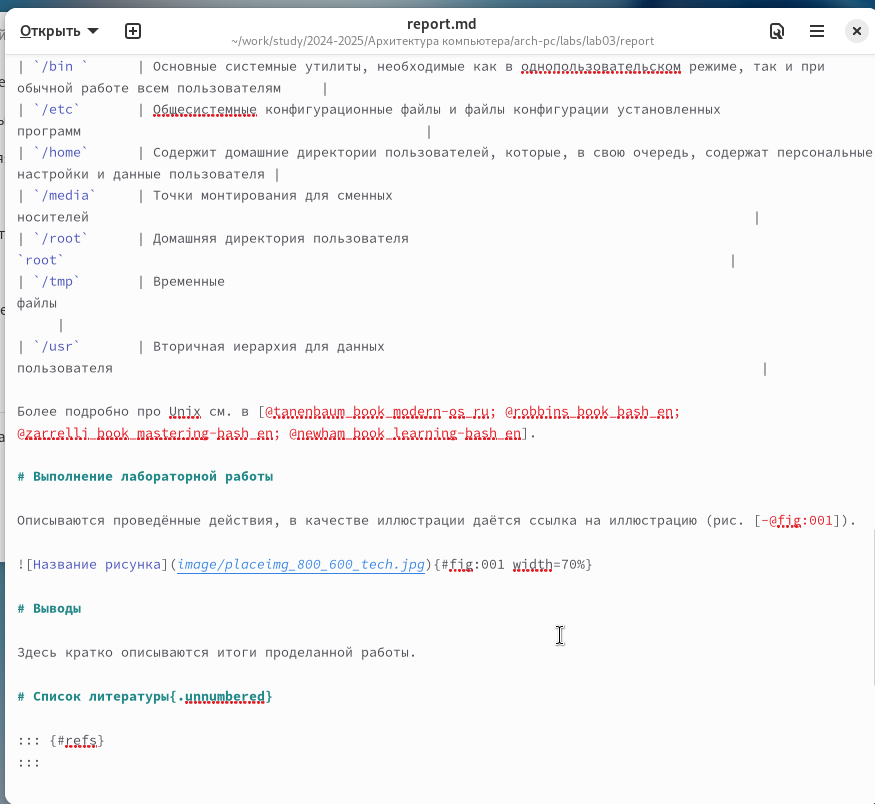 Открыть
report.md
~/work/study/2024-2025/Архитектура компьютера/arch-pc/labs/lab03/report
| `/bin ` | Основные системные утилиты, необходимые как в однопользовательском режиме, так и при
обычной работе всем пользователям |
| `/etc` | Общесистемные конфигурационные файлы и файлы конфигурации установленных
программ |
| `/home` | Содержит домашние директории пользователей, которые, в свою очередь, содержат персональные
настройки и данные пользователя |
| `/media` | Точки монтирования для сменных
носителей |
| `/root` | Домашняя директория пользователя
`root` |
| `/tmp` | Временные
файлы
|
| `/usr` | Вторичная иерархия для данных
пользователя |
Более подробно про Unix см. в [@tanenbaum_book_modern-os_ru; @robbins_book_bash_en;
@zarrelli_book_mastering-bash_en; @newham_book_learning-bash_en].
# Выполнение лабораторной работы
Описываются проведённые действия, в качестве иллюстрации даётся ссылка на иллюстрацию (рис. [-@fig:001]).
![Название рисунка](image/placeimg_800_600_tech.jpg){#fig:001 width=70%}
# Выводы
Здесь кратко описываются итоги проделанной работы.
# Список литературы{.unnumbered}
::: {#refs}
:::